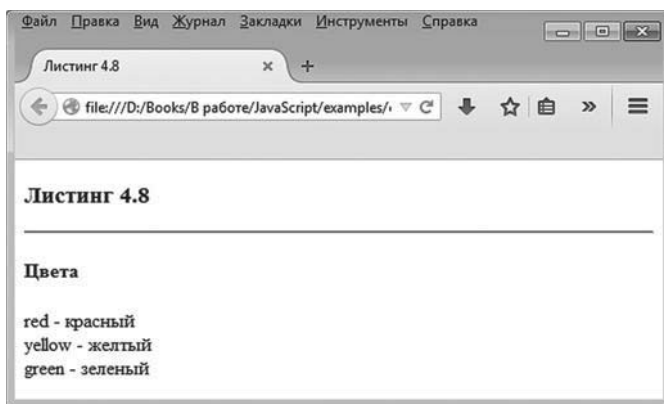 Файл Правка Вид Журнал Закладки Инструменты Справка
Листинг 4.8
file:///D:/Books/В работе/JavaScript/examples/
Листинг 4.8
Цвета
red - красный
yellow - желтый
green - зеленый